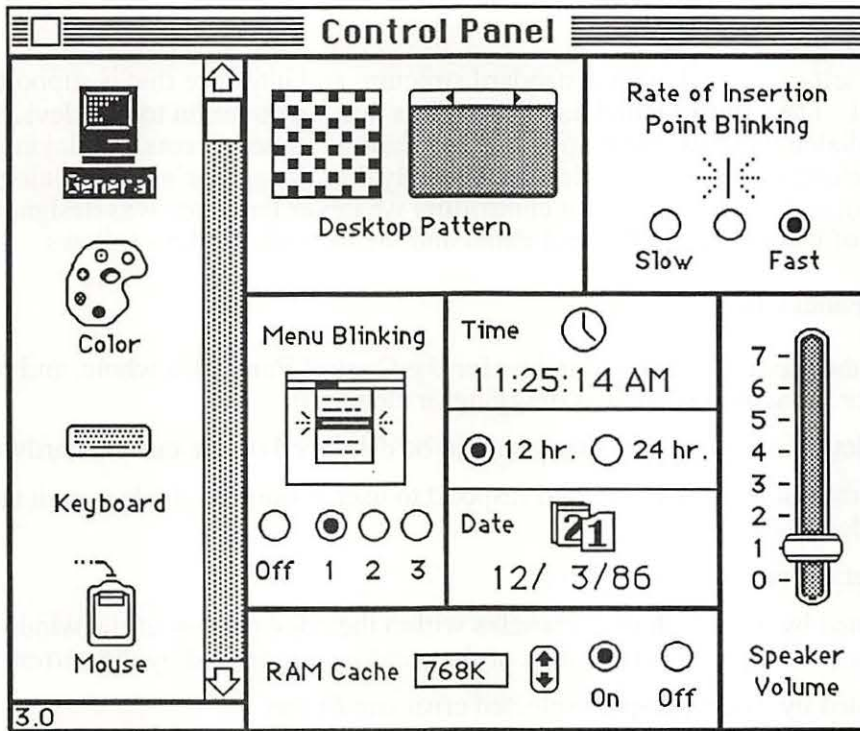 Control Panel
General
Color
Keyboard
Mouse
3.0
Desktop Pattern
Rate of Insertion
Point Blinking
Slow Fast
Menu Blinking
Off 1 2 3
Time
11:25:14 AM
12 hr. 24 hr.
Date
21
12/ 3/86
7
6
5
4
3
2
1
0
Speaker
Volume
RAM Cache 768K
On Off